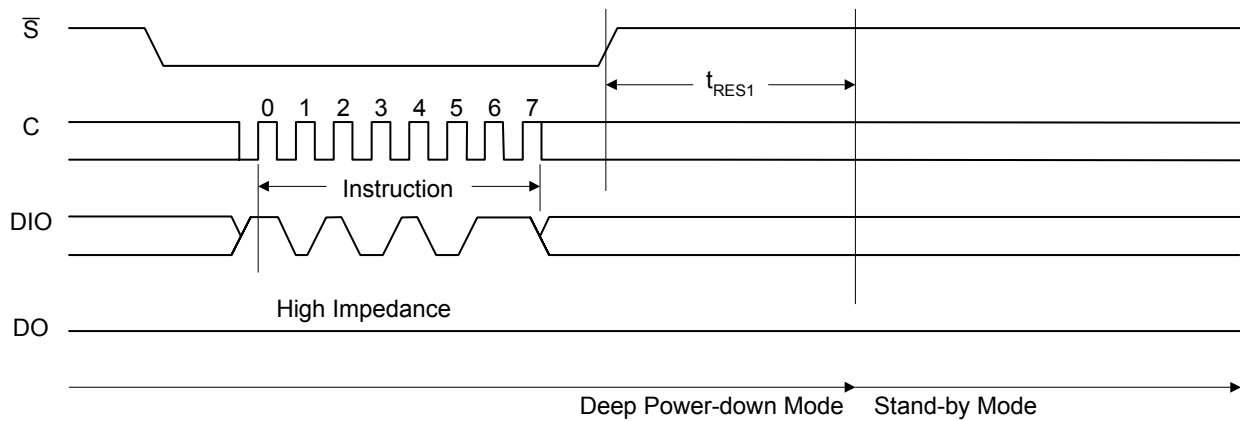 S̅
t_RES1
0 1 2 3 4 5 6 7
C
Instruction
DIO
High Impedance
DO
Deep Power-down Mode Stand-by Mode